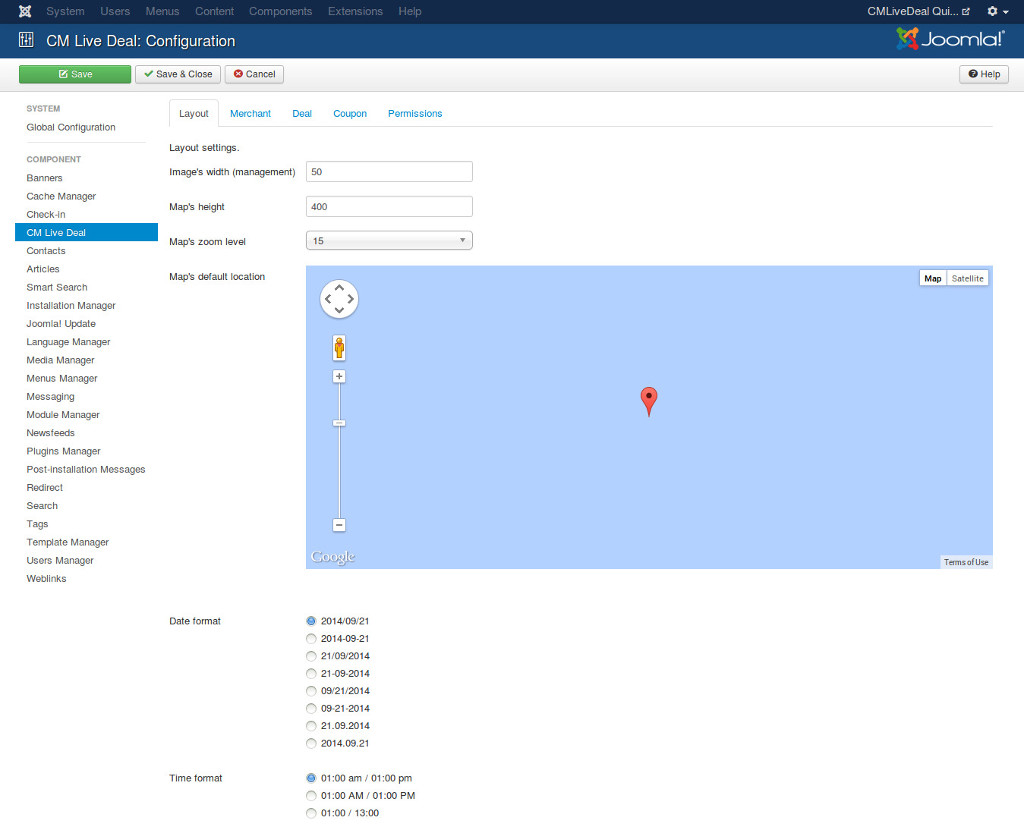 System Users Menus Content Components Extensions Help CMLiveDeal Qui...
CM Live Deal: Configuration Joomla!®
Save Save & Close Cancel Help
SYSTEM
Global Configuration
COMPONENT
Banners
Cache Manager
Check-in
CM Live Deal
Contacts
Articles
Smart Search
Installation Manager
Joomla! Update
Language Manager
Media Manager
Menus Manager
Messaging
Module Manager
Newsfeeds
Plugins Manager
Post-installation Messages
Redirect
Search
Tags
Template Manager
Users Manager
Weblinks
Layout Merchant Deal Coupon Permissions
Layout settings.
Image's width (management) 50
Map's height 400
Map's zoom level 15
Map's default location
Map Satellite
Google
Terms of Use
Date format
2014/09/21
2014-09-21
21/09/2014
21-09-2014
09/21/2014
09-21-2014
21.09.2014
2014.09.21
Time format
01:00 am / 01:00 pm
01:00 AM / 01:00 PM
01:00 / 13:00